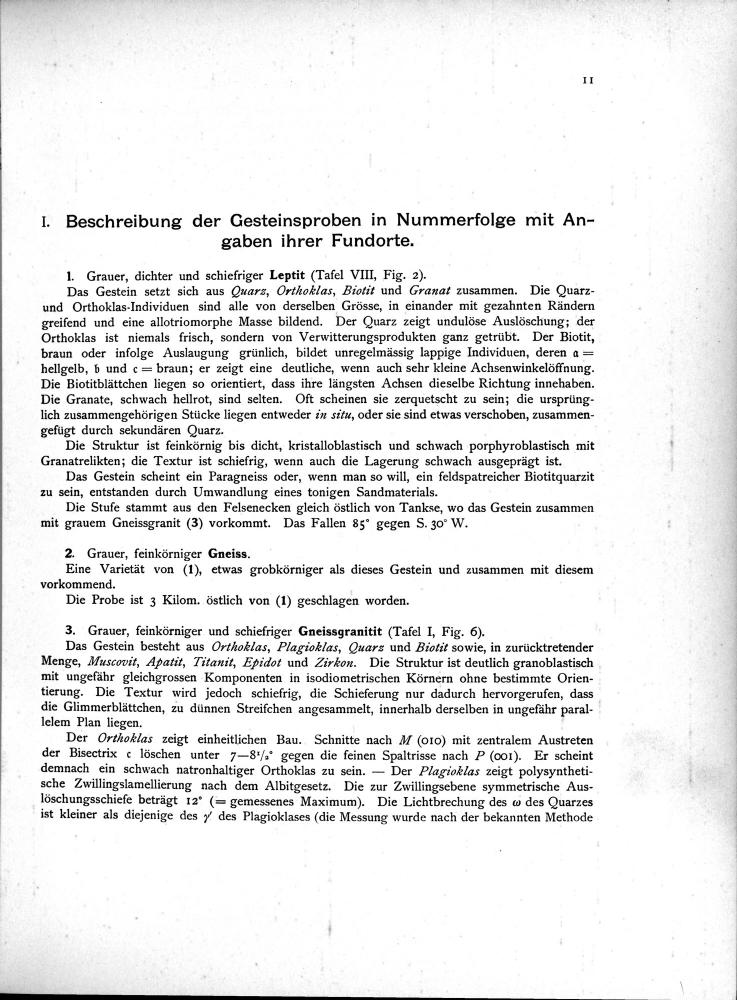 11
I. Beschreibung der Gesteinsproben in Nummerfolge mit An-
gaben ihrer Fundorte.
1. Grauer, dichter und schiefriger Leptit (Tafel VIII, Fig. 2).
Das Gestein setzt sich aus Quarz, Orthoklas, Biotit und Granat zusammen. Die Quarz-
und Orthoklas-Individuen sind alle von derselben Grösse, in einander mit gezahnten Rändern
greifend und eine allotriomorphe Masse bildend. Der Quarz zeigt undulöse Auslöschung; der
Orthoklas ist niemals frisch, sondern von Verwitterungsprodukten ganz getrübt. Der Biotit,
braun oder infolge Auslaugung grünlich, bildet unregelmässig lappige Individuen, deren a =
hellgelb, b und c = braun; er zeigt eine deutliche, wenn auch sehr kleine Achsenwinkelöffnung.
Die Biotitblättchen liegen so orientiert, dass ihre längsten Achsen dieselbe Richtung innehaben.
Die Granate, schwach hellrot, sind selten. Oft scheinen sie zerquetscht zu sein; die ursprüng-
lich zusammengehörigen Stücke liegen entweder in situ, oder sie sind etwas verschoben, zusammen-
gefügt durch sekundären Quarz.
Die Struktur ist feinkörnig bis dicht, kristalloblastisch und schwach porphyroblastisch mit
Granatrelikten; die Textur ist schiefrig, wenn auch die Lagerung schwach ausgeprägt ist.
Das Gestein scheint ein Paragneiss oder, wenn man so will, ein feldspatreicher Biotitquarzit
zu sein, entstanden durch Umwandlung eines tonigen Sandmaterials.
Die Stufe stammt aus den Felsenecken gleich östlich von Tankse, wo das Gestein zusammen
mit grauem Gneissgranit (3) vorkommt. Das Fallen 85° gegen S. 30° W.
2. Grauer, feinkörniger Gneiss.
Eine Varietät von (1), etwas grobkörniger als dieses Gestein und zusammen mit diesem
vorkommend.
Die Probe ist 3 Kilom. östlich von (1) geschlagen worden.
3. Grauer, feinkörniger und schiefriger Gneissgranitit (Tafel I, Fig. 6).
Das Gestein besteht aus Orthoklas, Plagioklas, Quarz und Biotit sowie, in zurücktretender
Menge, Muscovit, Apatit, Titanit, Epidot und Zirkon. Die Struktur ist deutlich granoblastisch
mit ungefähr gleichgrossen Komponenten in isodiometrischen Körnern ohne bestimmte Orien-
tierung. Die Textur wird jedoch schiefrig, die Schieferung nur dadurch hervorgerufen, dass
die Glimmerblättchen, zu dünnen Streifchen angesammelt, innerhalb derselben in ungefähr paral-
lelem Plan liegen.
Der Orthoklas zeigt einheitlichen Bau. Schnitte nach M (010) mit zentralem Austreten
der Bisectrix c löschen unter 7—8¹/₂° gegen die feinen Spaltrisse nach P (001). Er scheint
demnach ein schwach natronhaltiger Orthoklas zu sein. — Der Plagioklas zeigt polysyntheti-
sche Zwillingslamellierung nach dem Albitgesetz. Die zur Zwillingsebene symmetrische Aus-
löschungsschiefe beträgt 12° (= gemessenes Maximum). Die Lichtbrechung des ω des Quarzes
ist kleiner als diejenige des γ′ des Plagioklases (die Messung wurde nach der bekannten Methode